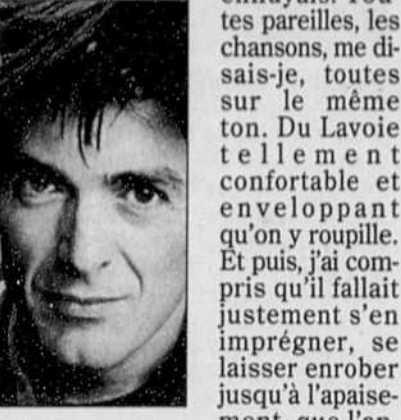 tes pareilles, les
chansons, me di-
sais-je, toutes
sur le même
ton. Du Lavoie
tellement
confortable et
enveloppant
qu'on y roupille.
Et puis, j'ai com-
pris qu'il fallait
justement s'en
imprégner, se
laisser enrober
jusqu'à l'apaise-